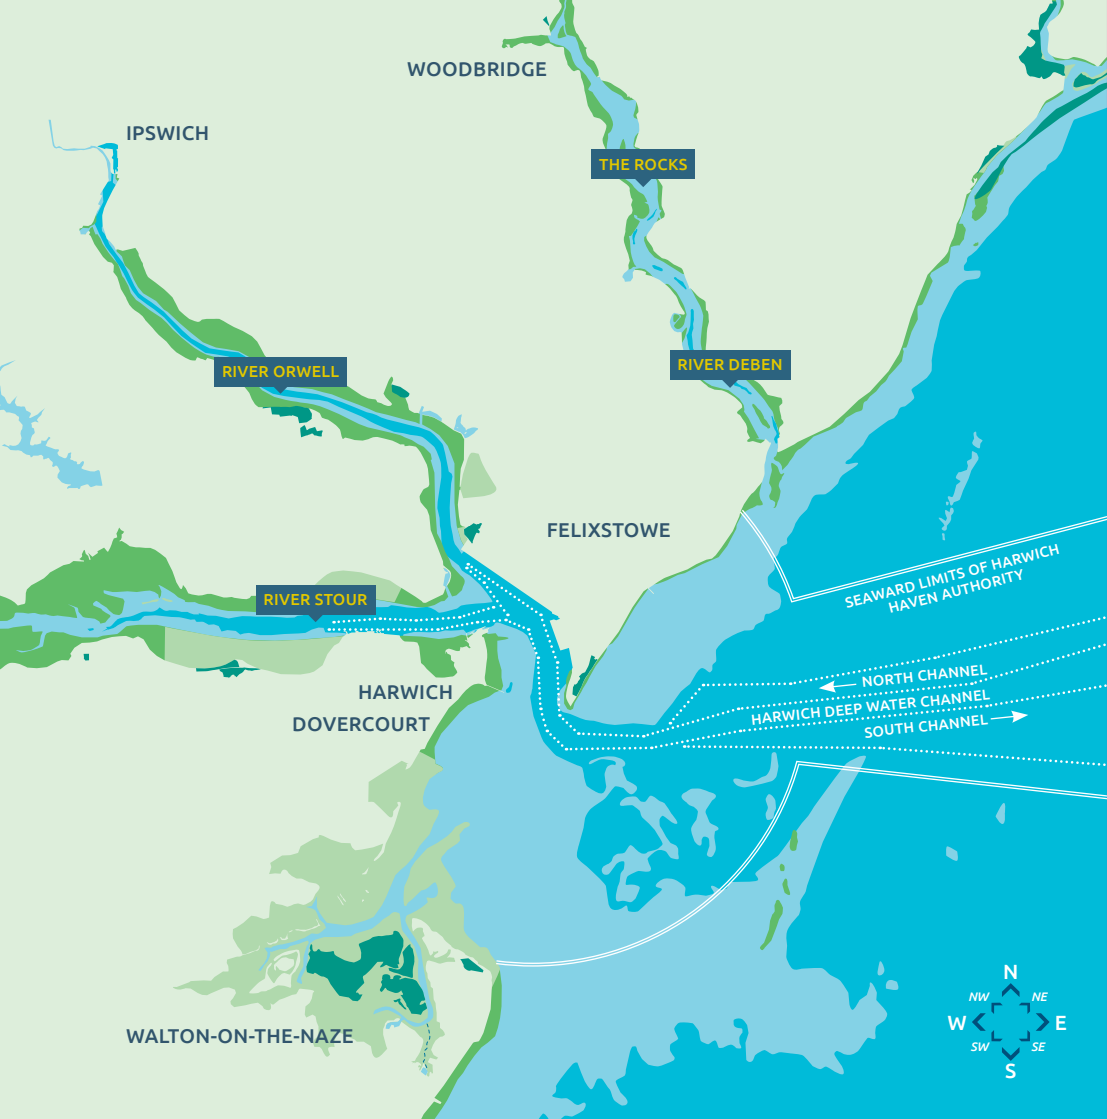 WOODBRIDGE
IPSWICH
THE ROCKS
RIVER DEBEN
RIVER ORWELL
FELIXSTOWE
SEAWARD LIMITS OF HARWICH
HAVEN AUTHORITY
RIVER STOUR
NORTH CHANNEL
HARWICH
HARWICH DEEP WATER CHANNEL
DOVERCOURT
SOUTH CHANNEL
WALTON-ON-THE-NAZE
N
NW NE
W E
SW SE
S